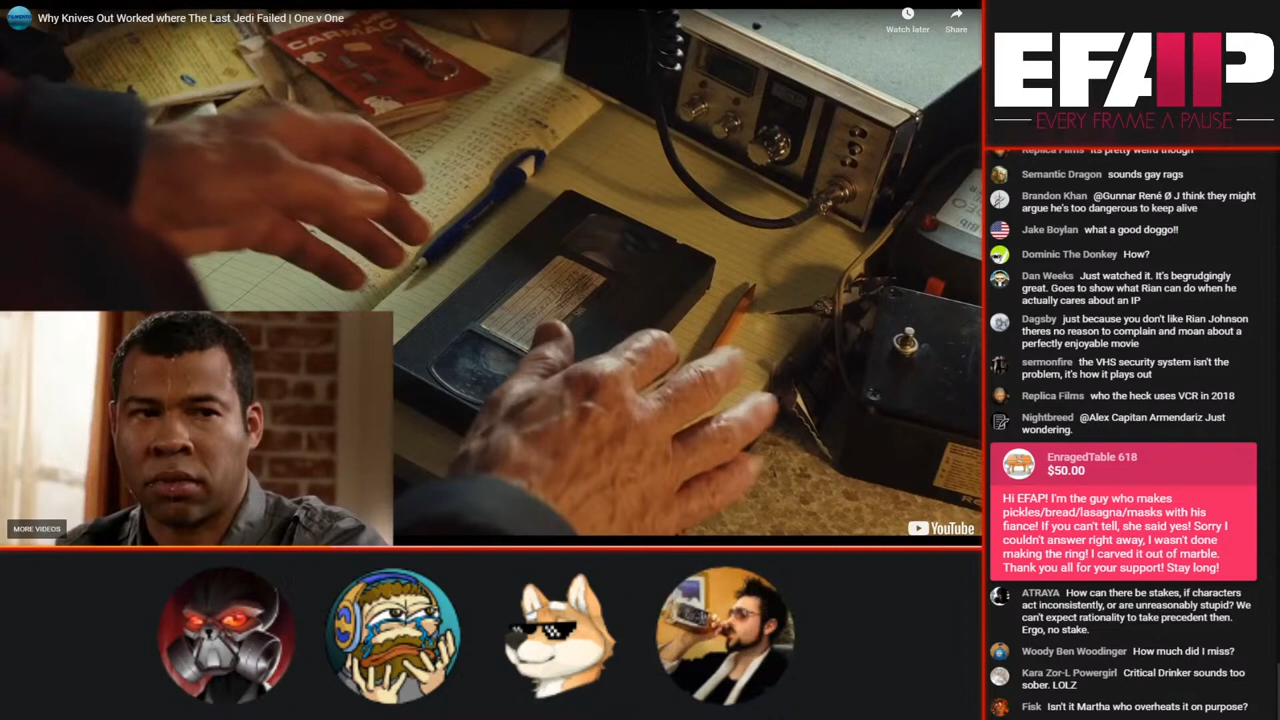 Why Knives Out Worked where The Last Jedi Failed | One v One
Watch later
Share
CARMAC
MORE VIDEOS
YouTube
EFAP
EVERY FRAME A PAUSE
Replica Films its pretty weird though
Semantic Dragon sounds gay rags
Brandon Khan @Gunnar René Ø J think they might
argue he's too dangerous to keep alive
Jake Boylan what a good doggo!!
Dominic The Donkey How?
Dan Weeks Just watched it. It's begrudgingly
great. Goes to show what Rian can do when he
actually cares about an IP
Dagsby just because you don't like Rian Johnson
theres no reason to complain and moan about a
perfectly enjoyable movie
sermonfire the VHS security system isn't the
problem, it's how it plays out
Replica Films who the heck uses VCR in 2018
Nightbreed @Alex Capitan Armendariz Just
wondering.
EnragedTable 618
$50.00
Hi EFAP! I'm the guy who makes
pickles/bread/lasagna/masks with his
fiance! If you can't tell, she said yes! Sorry I
couldn't answer right away, I wasn't done
making the ring! I carved it out of marble.
Thank you all for your support! Stay long!
ATRAYA How can there be stakes, if characters
act inconsistently, or are unreasonably stupid? We
can't expect rationality to take precedent then.
Ergo, no stake.
Woody Ben Woodinger How much did I miss?
Kara Zor-L Powergirl Critical Drinker sounds too
sober. LOLZ
Fisk Isn't it Martha who overheats it on purpose?